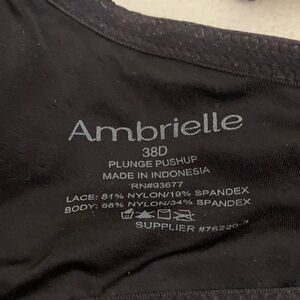 Ambrielle
38D
PLUNGE PUSHUP
MADE IN INDONESIA
RN#93677
LACE: 81% NYLON/19% SPANDEX
BODY: 66% NYLON/34% SPANDEX
SUPPLIER